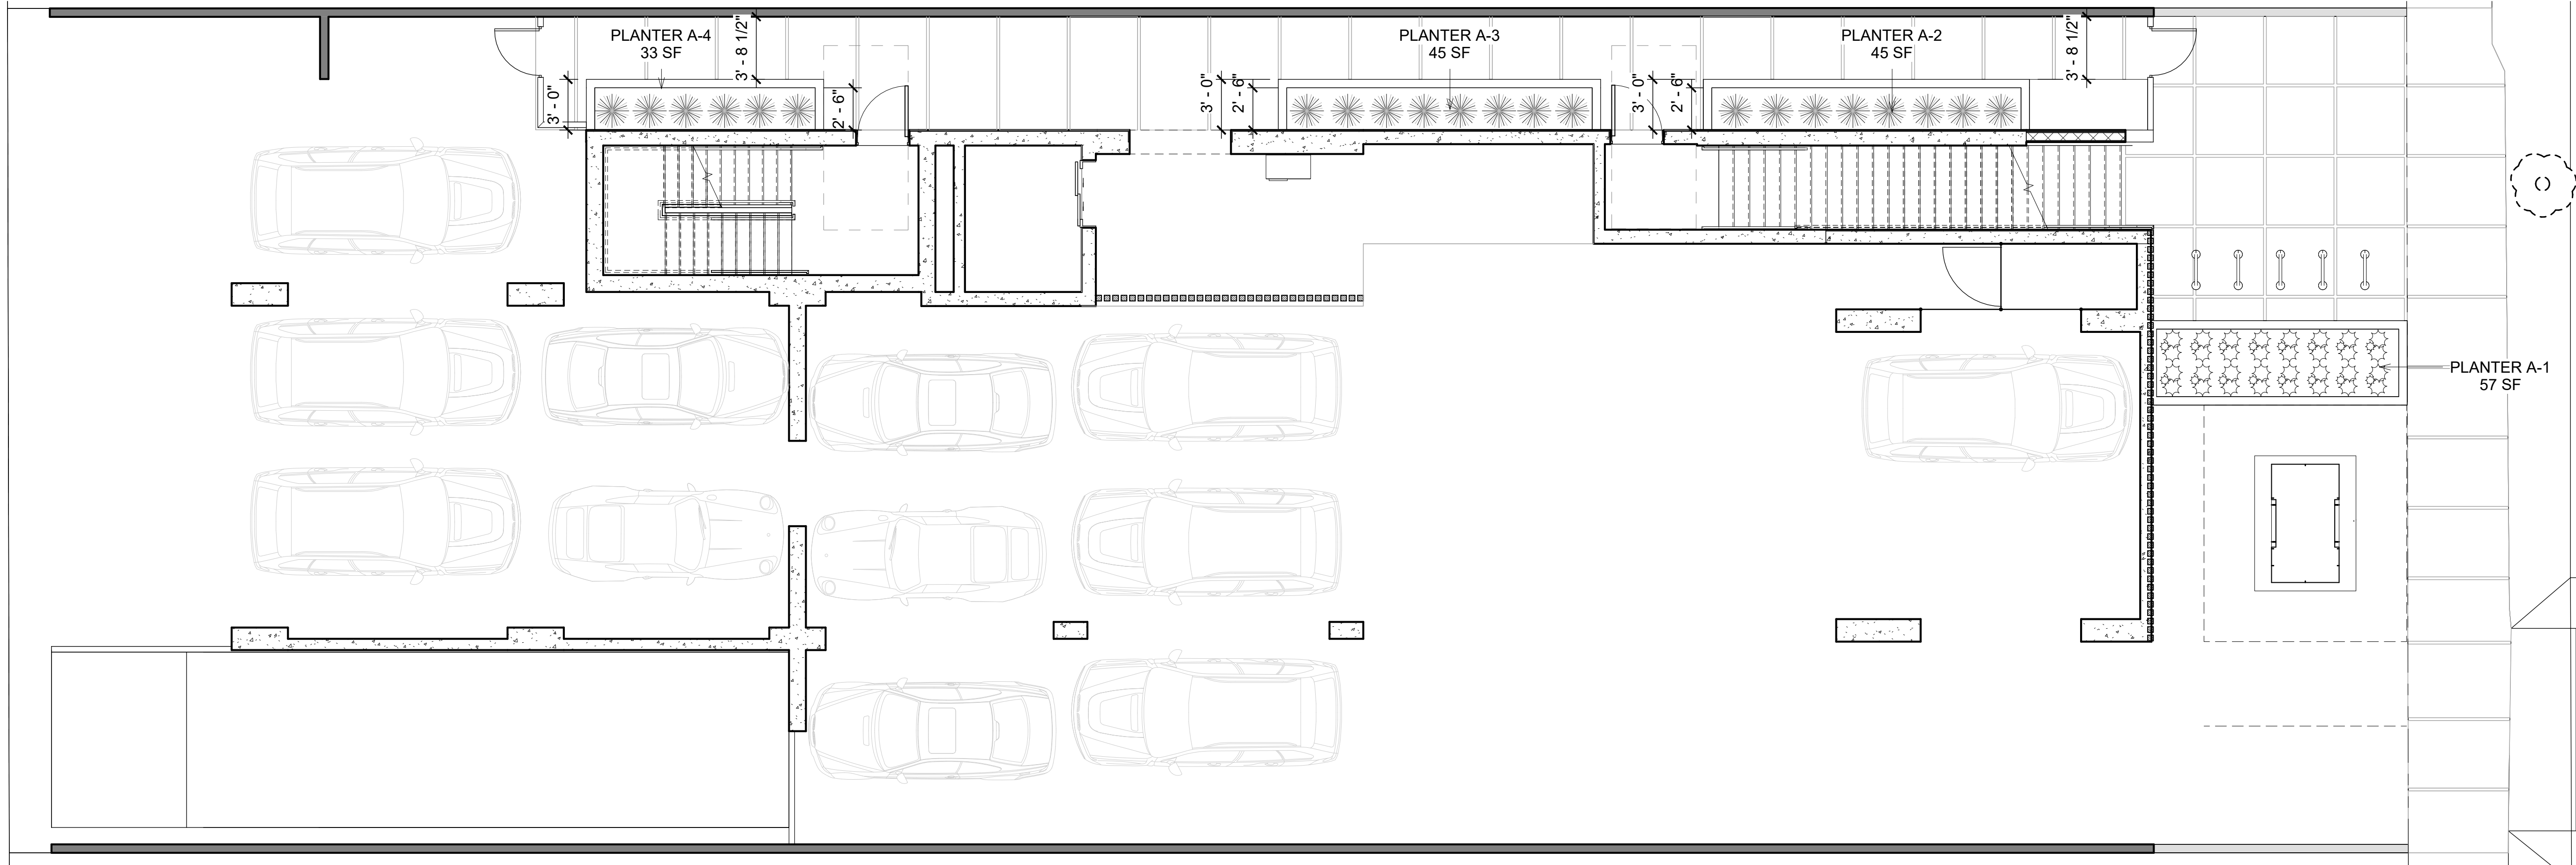 PLANTER A-4
33 SF
3' - 8 1/2"
3' - 0"
2' - 6"
PLANTER A-3
45 SF
3' - 0"
2' - 6"
PLANTER A-2
45 SF
3' - 8 1/2"
3' - 0"
2' - 6"
PLANTER A-1
57 SF